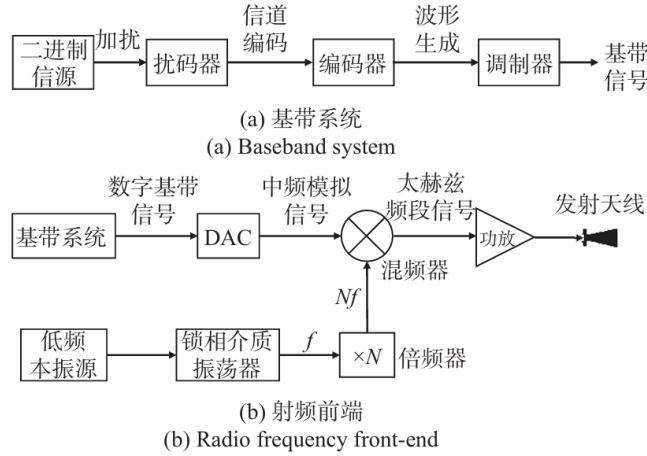 二进制
信源
加扰
扰码器
信道
编码
编码器
波形
生成
调制器
基带
信号
(a) 基带系统
(a) Baseband system
基带系统
数字基带
信号
DAC
中频模拟
信号
混频器
太赫兹
频段信号
功放
发射天线
Nf
低频
本振源
锁相介质
振荡器
f
×N
倍频器
(b) 射频前端
(b) Radio frequency front-end